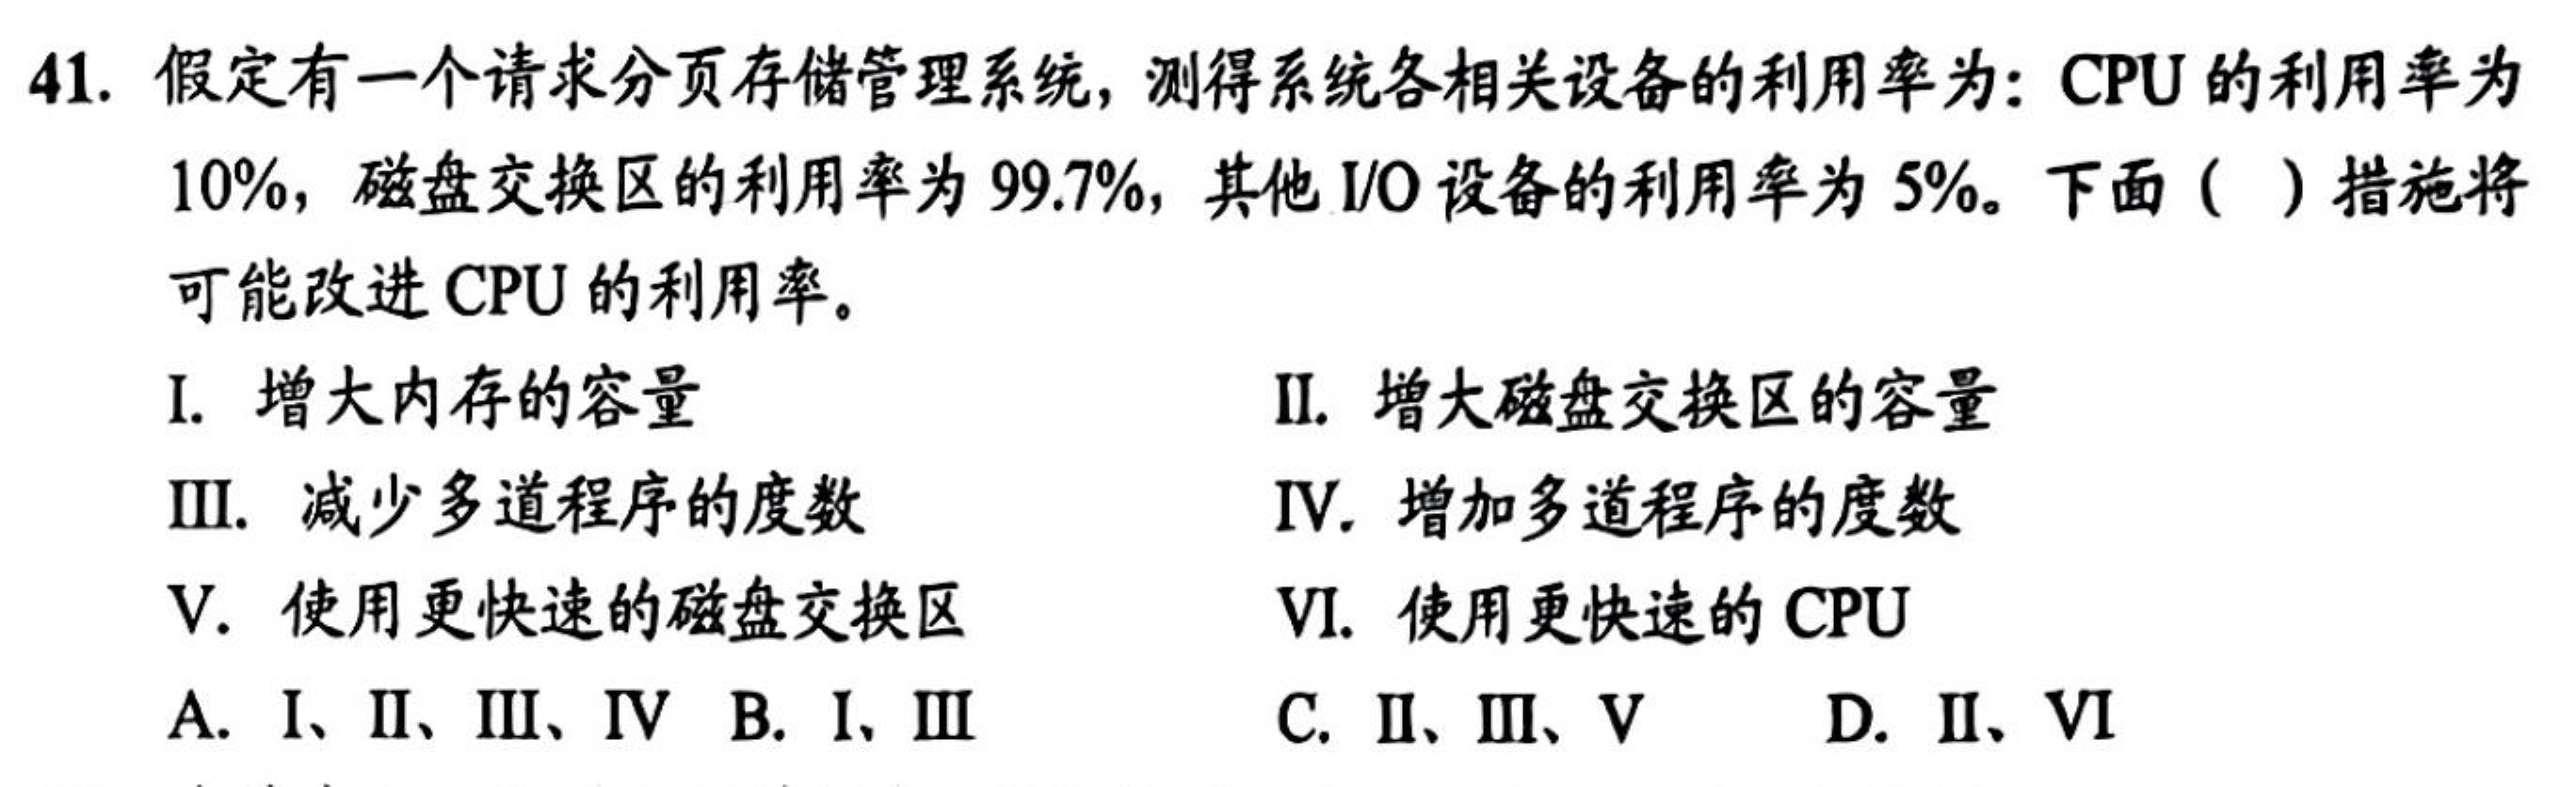 41. 假定有一个请求分页存储管理系统，测得系统各相关设备的利用率为：CPU 的利用率为
10%，磁盘交换区的利用率为 99.7%，其他 I/O 设备的利用率为 5%。下面（  ）措施将
可能改进 CPU 的利用率。
I. 增大内存的容量 II. 增大磁盘交换区的容量
III. 减少多道程序的度数 IV. 增加多道程序的度数
V. 使用更快速的磁盘交换区 VI. 使用更快速的 CPU
A. I、II、III、IV B. I、III C. II、III、V D. II、VI